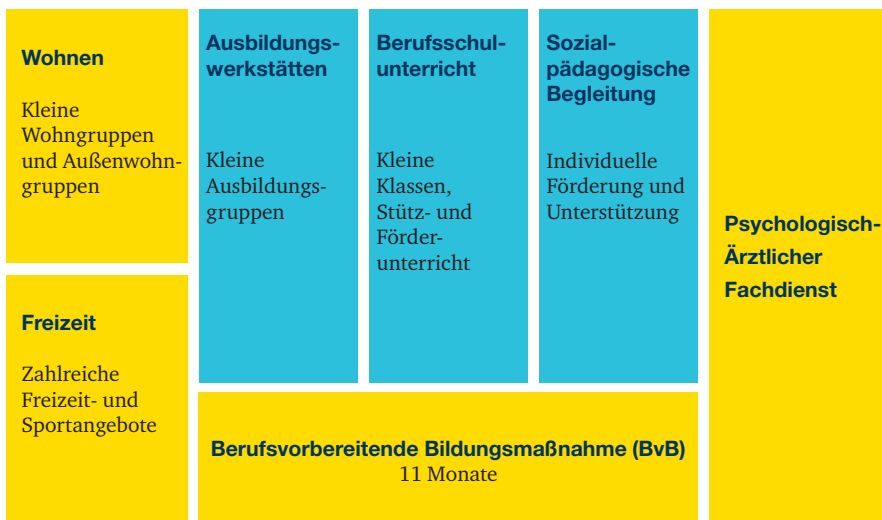 Wohnen
Kleine
Wohngruppen
und Außenwohn-
gruppen
Freizeit
Zahlreiche
Freizeit- und
Sportangebote
Ausbildungs-
werkstätten
Kleine
Ausbildungs-
gruppen
Berufsschul-
unterricht
Kleine
Klassen,
Stütz- und
Förder-
unterricht
Sozial-
pädagogische
Begleitung
Individuelle
Förderung und
Unterstützung
Berufsvorbereitende Bildungsmaßnahme (BvB)
11 Monate
Psychologisch-
Ärztlicher
Fachdienst